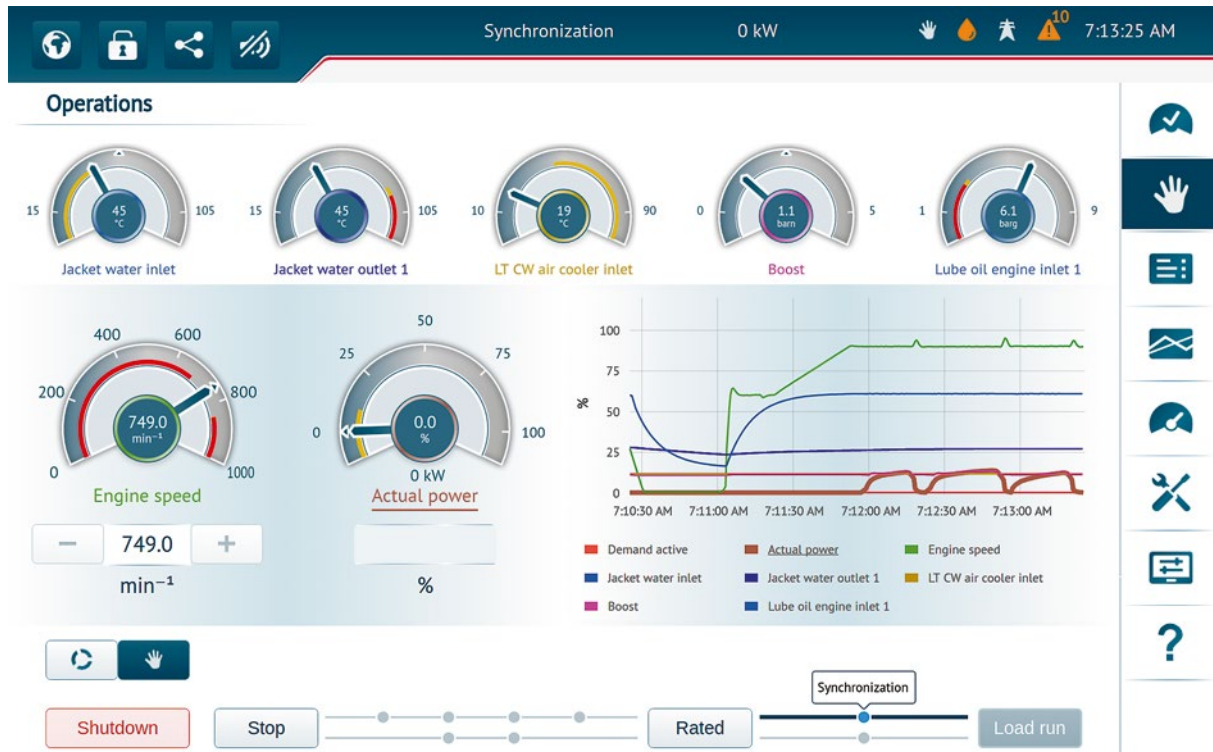 Synchronization 0 kW 10 7:13:25 AM
Operations
15 45 °C 105 15 45 °C 105 10 19 °C 90 0 1.1 barn 5 1 6.1 barg 9
Jacket water inlet Jacket water outlet 1 LT CW air cooler inlet Boost Lube oil engine inlet 1
0 200 400 600 800 1000
749.0
min⁻¹
Engine speed
− 749.0 +
min⁻¹
0 25 50 75 100
0.0
%
0 kW
Actual power
%
%
100
75
50
25
0
7:10:30 AM 7:11:00 AM 7:11:30 AM 7:12:00 AM 7:12:30 AM 7:13:00 AM
Demand active Actual power Engine speed
Jacket water inlet Jacket water outlet 1 LT CW air cooler inlet
Boost Lube oil engine inlet 1
?
Synchronization
Shutdown Stop Rated Load run